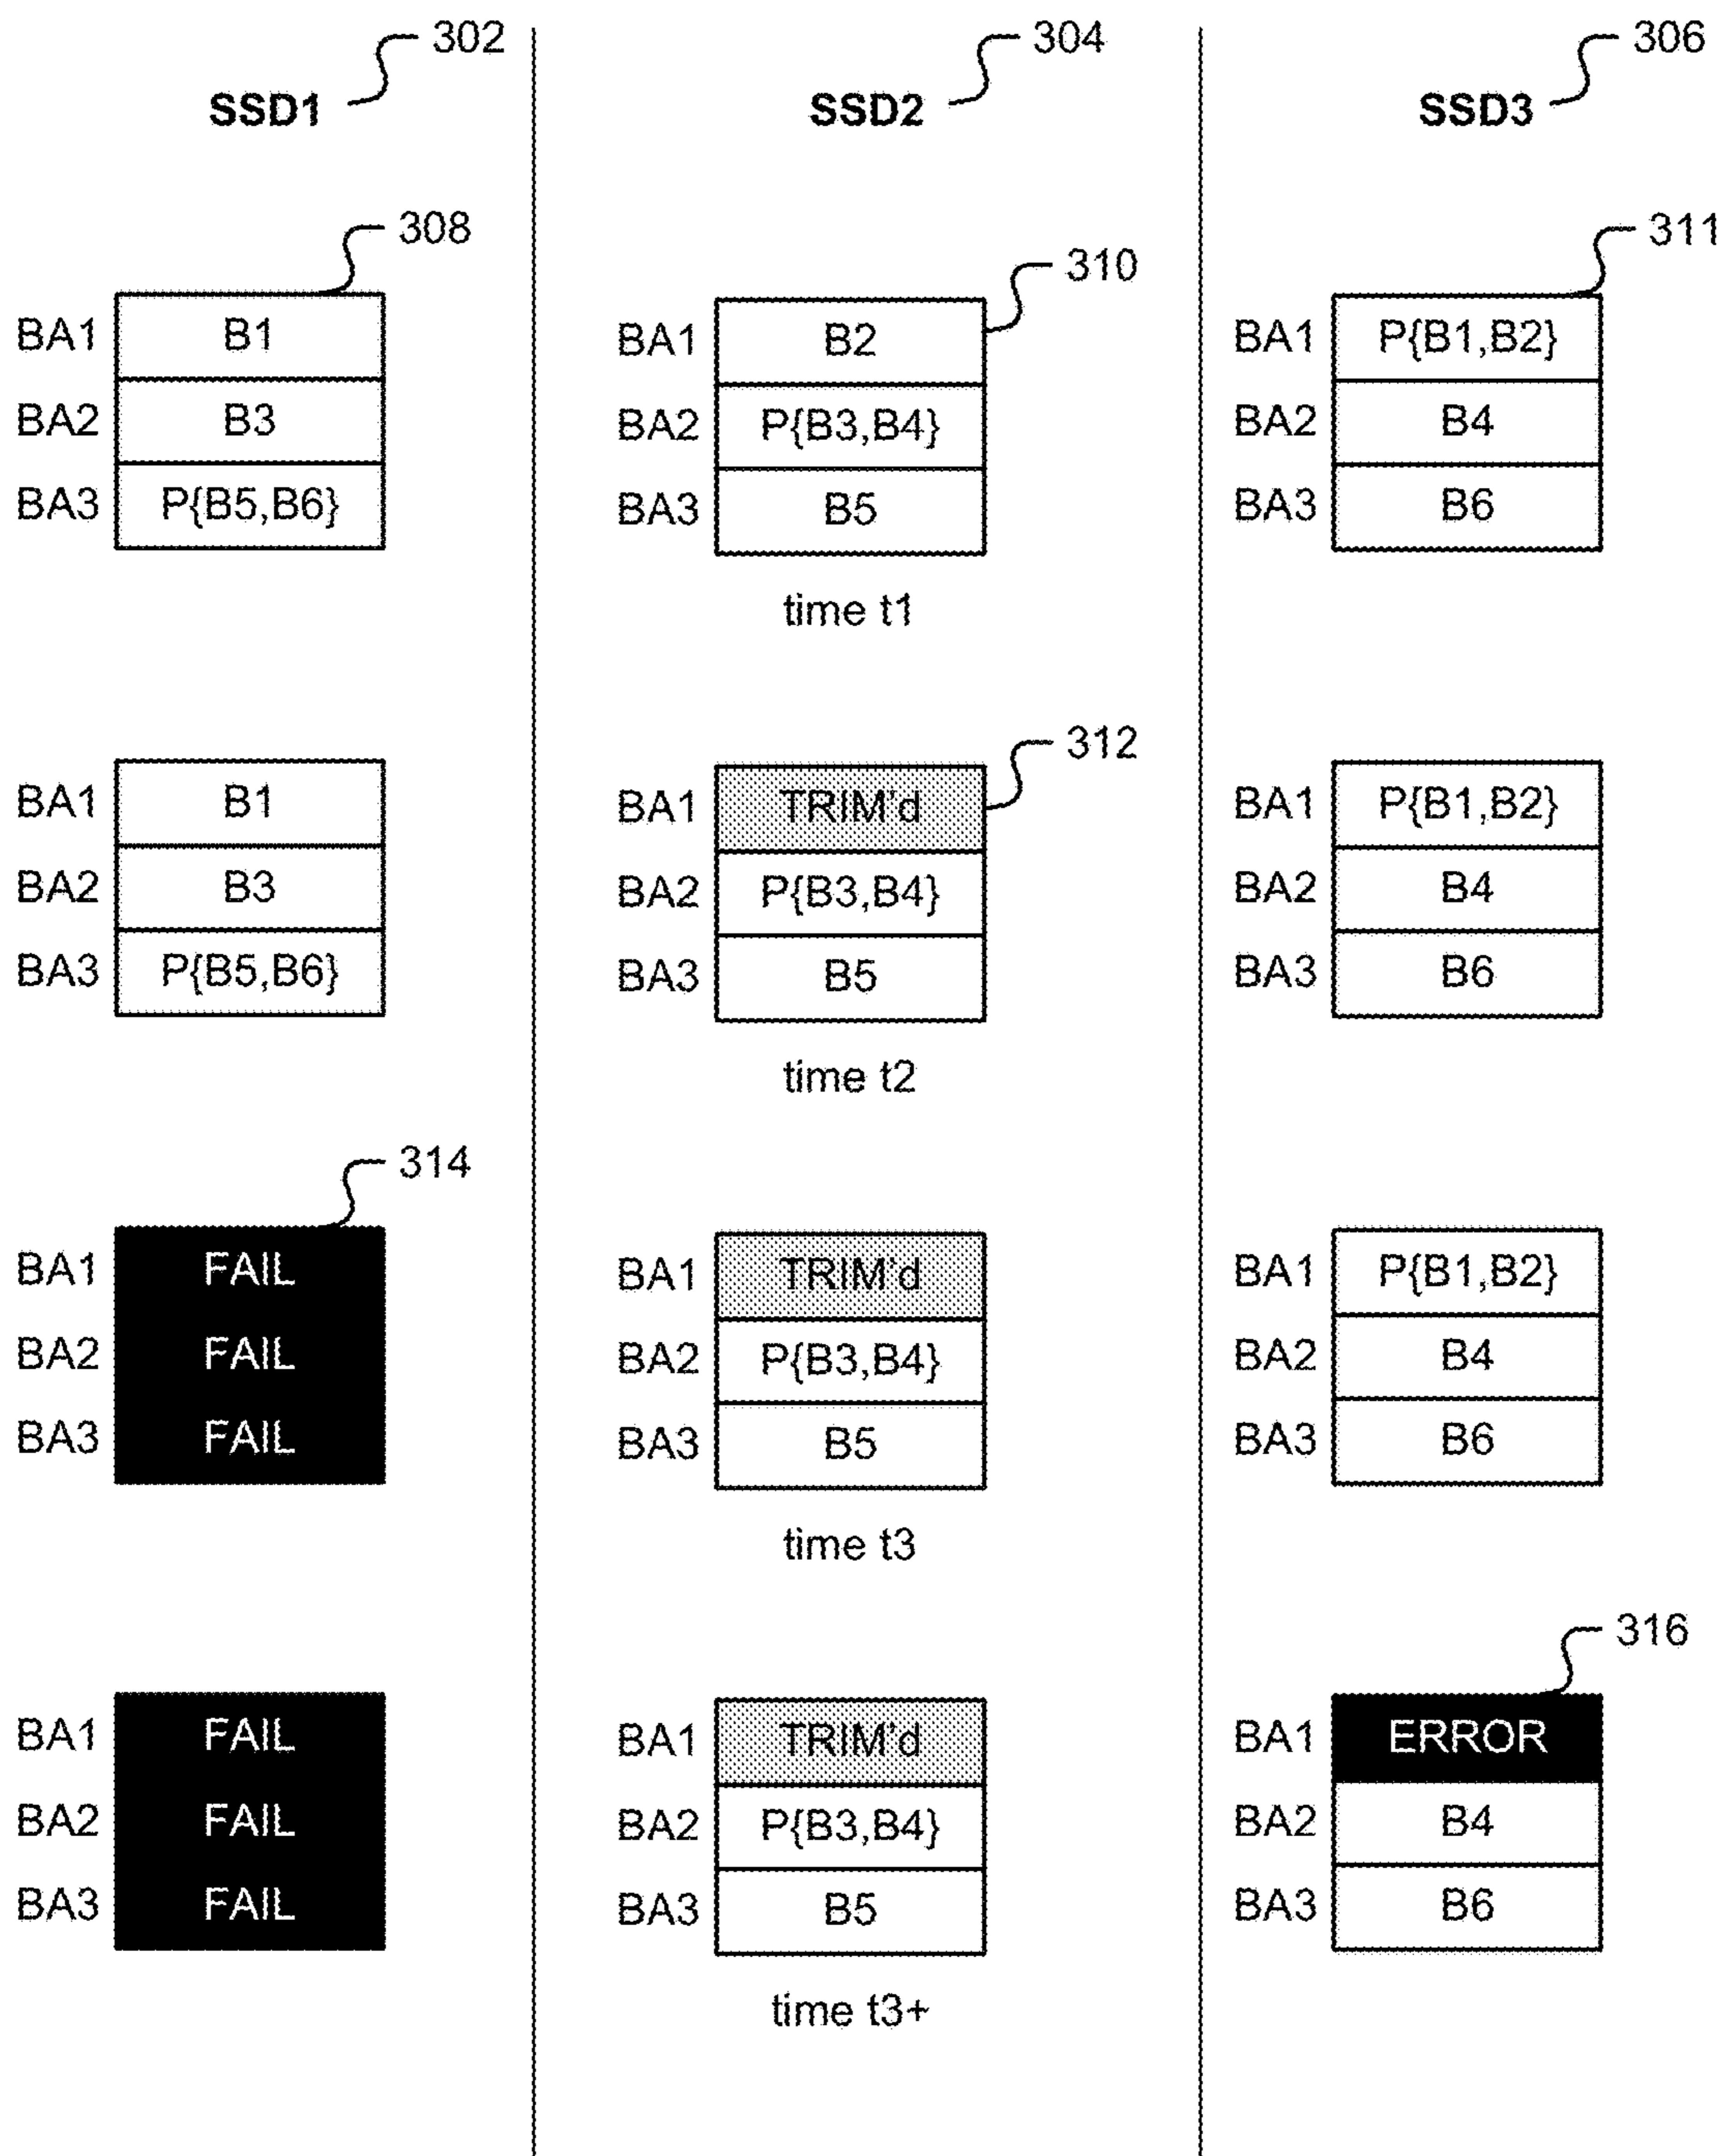 302 304 306
SSD1 SSD2 SSD3
308 310 311
BA1 B1 BA1 B2 BA1 P{B1,B2}
BA2 B3 BA2 P{B3,B4} BA2 B4
BA3 P{B5,B6} BA3 B5 BA3 B6
time t1
312
BA1 B1 BA1 TRIM'd BA1 P{B1,B2}
BA2 B3 BA2 P{B3,B4} BA2 B4
BA3 P{B5,B6} BA3 B5 BA3 B6
time t2
314
BA1 FAIL BA1 TRIM'd BA1 P{B1,B2}
BA2 FAIL BA2 P{B3,B4} BA2 B4
BA3 FAIL BA3 B5 BA3 B6
time t3
316
BA1 FAIL BA1 TRIM'd BA1 ERROR
BA2 FAIL BA2 P{B3,B4} BA2 B4
BA3 FAIL BA3 B5 BA3 B6
time t3+